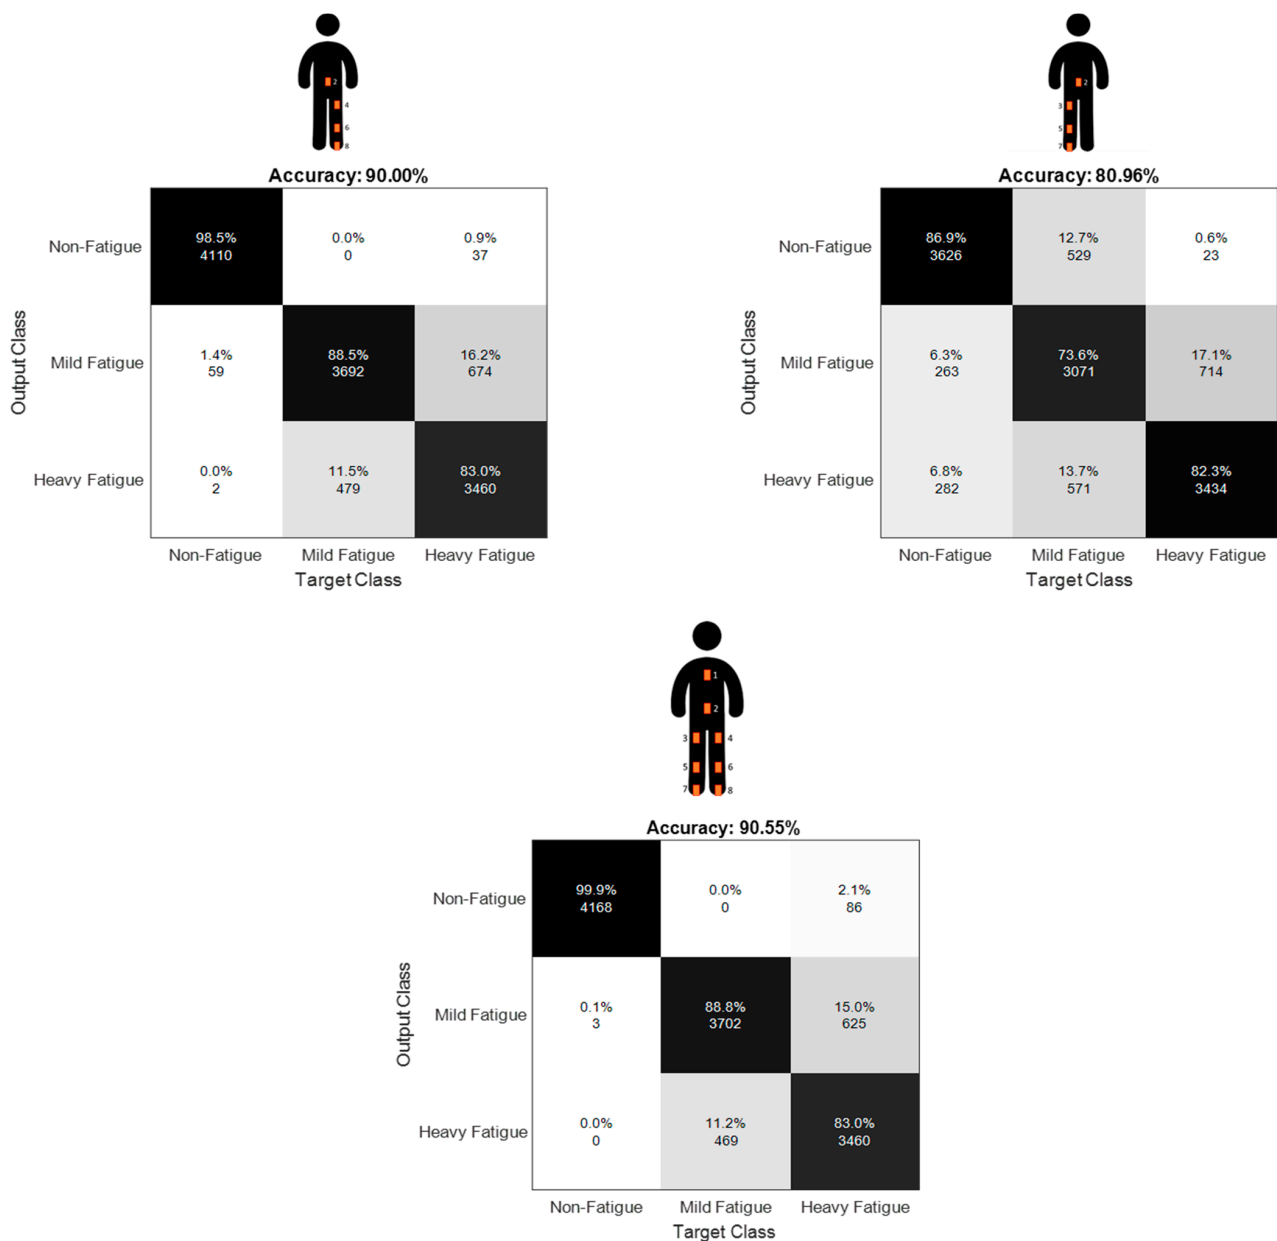 2
4
6
8
Accuracy: 90.00%
Output Class
Non-Fatigue
98.5%
4110
0.0%
0
0.9%
37
Mild Fatigue
1.4%
59
88.5%
3692
16.2%
674
Heavy Fatigue
0.0%
2
11.5%
479
83.0%
3460
Non-Fatigue
Mild Fatigue
Heavy Fatigue
Target Class
2
3
5
7
Accuracy: 80.96%
Output Class
Non-Fatigue
86.9%
3626
12.7%
529
0.6%
23
Mild Fatigue
6.3%
263
73.6%
3071
17.1%
714
Heavy Fatigue
6.8%
282
13.7%
571
82.3%
3434
Non-Fatigue
Mild Fatigue
Heavy Fatigue
Target Class
1
2
3
4
5
6
7
8
Accuracy: 90.55%
Output Class
Non-Fatigue
99.9%
4168
0.0%
0
2.1%
86
Mild Fatigue
0.1%
3
88.8%
3702
15.0%
625
Heavy Fatigue
0.0%
0
11.2%
469
83.0%
3460
Non-Fatigue
Mild Fatigue
Heavy Fatigue
Target Class